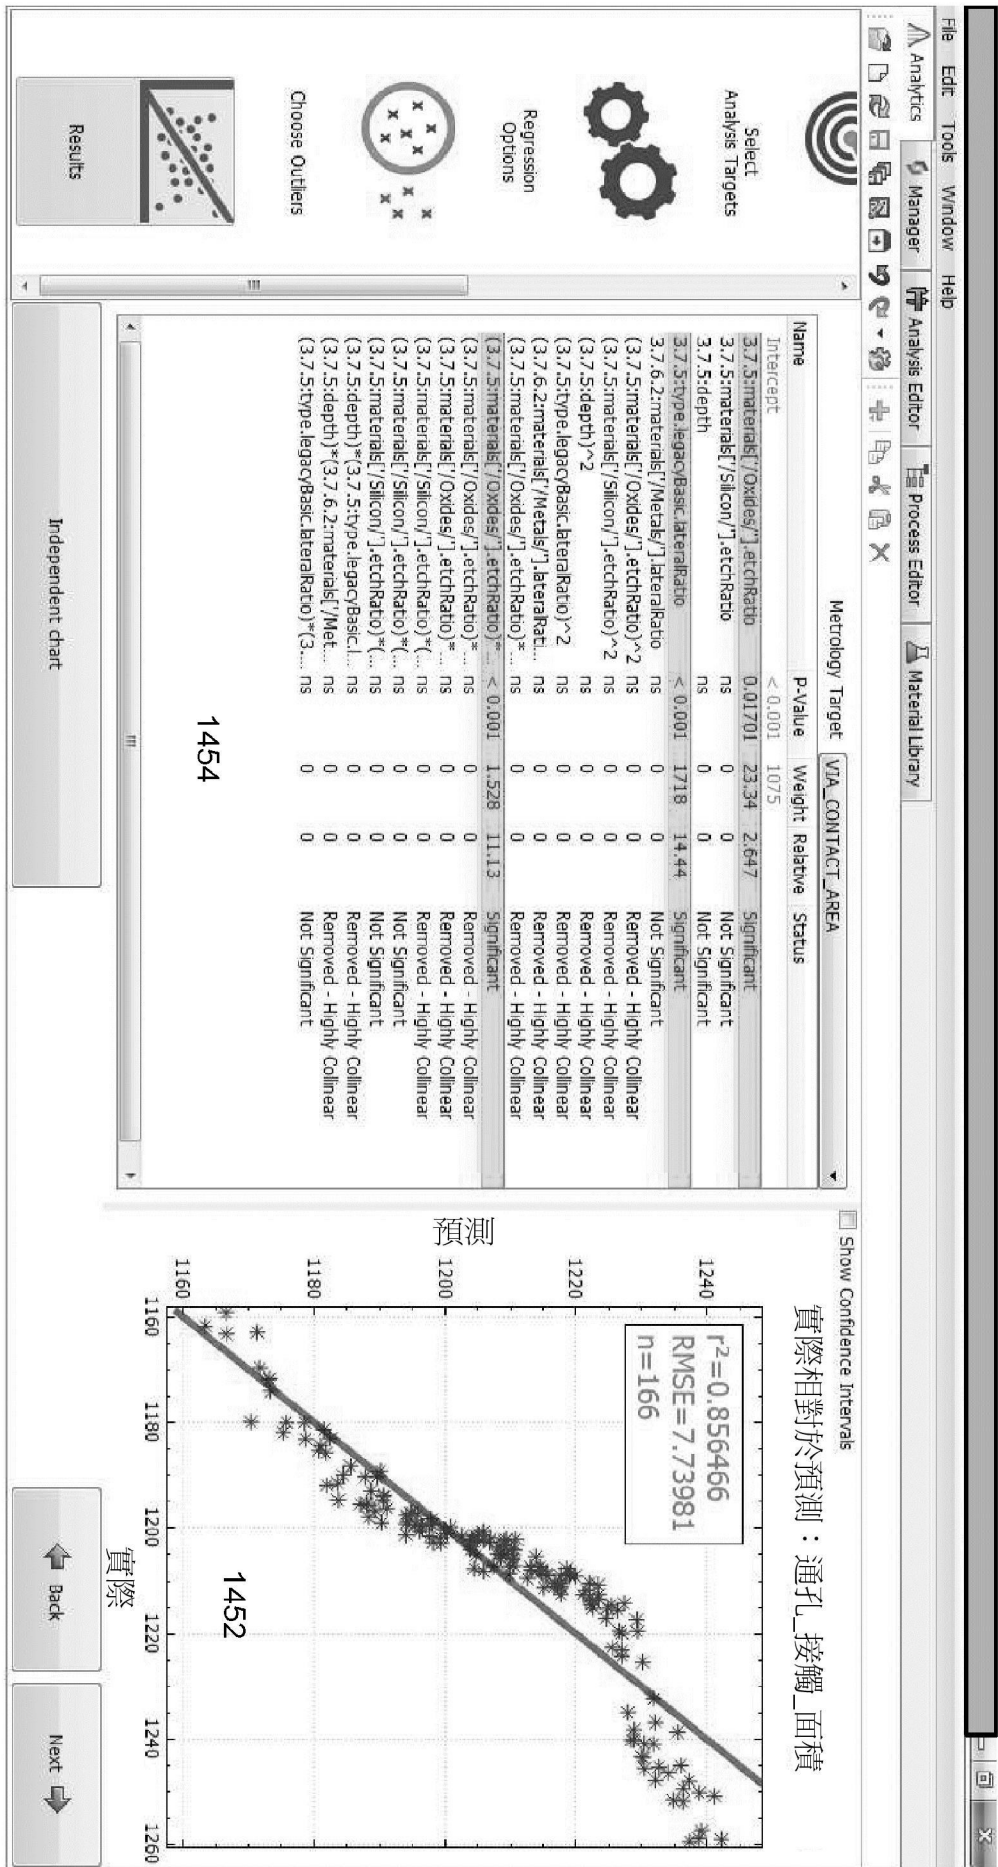 File Edit Tools Window Help
Analytics
Manager
Analysis Editor
Process Editor
Material Library
Select
Analysis Targets
Regression
Options
Choose Outliers
Results
Metrology Target VIA_CONTACT_AREA
Name p-Value Weight Relative Status
Intercept < 0.001 1075
3.7.5:materials['/Oxides/'].etchRatio 0.01701 23.34 2.647 Significant
3.7.5:materials['/Silicon/'].etchRatio ns 0 0 Not Significant
3.7.5:depth ns 0 0 Not Significant
3.7.5:type.legacyBasic.lateralRatio < 0.001 1718 14.44 Significant
3.7.6.2:materials['/Metals/'].lateralRatio ns 0 0 Not Significant
(3.7.5:materials['/Oxides/'].etchRatio)^2 ns 0 0 Removed - Highly Collinear
(3.7.5:materials['/Silicon/'].etchRatio)^2 ns 0 0 Removed - Highly Collinear
(3.7.5:depth)^2 ns 0 0 Removed - Highly Collinear
(3.7.5:type.legacyBasic.lateralRatio)^2 ns 0 0 Removed - Highly Collinear
(3.7.6.2:materials['/Metals/'].lateralRati... ns 0 0 Removed - Highly Collinear
(3.7.5:materials['/Oxides/'].etchRatio)*... ns 0 0 Removed - Highly Collinear
(3.7.5:materials['/Oxides/'].etchRatio)*... < 0.001 1.528 11.13 Significant
(3.7.5:materials['/Oxides/'].etchRatio)*... ns 0 0 Removed - Highly Collinear
(3.7.5:materials['/Oxides/'].etchRatio)*... ns 0 0 Removed - Highly Collinear
(3.7.5:materials['/Silicon/'].etchRatio)*(... ns 0 0 Removed - Highly Collinear
(3.7.5:materials['/Silicon/'].etchRatio)*(... ns 0 0 Not Significant
(3.7.5:materials['/Silicon/'].etchRatio)*(... ns 0 0 Not Significant
(3.7.5:depth)*(3.7.5:type.legacyBasic.l... ns 0 0 Removed - Highly Collinear
(3.7.5:depth)*(3.7.6.2:materials['/Met... ns 0 0 Removed - Highly Collinear
(3.7.5:type.legacyBasic.lateralRatio)*(3.... ns 0 0 Not Significant
1454
Independent chart
Show Confidence Intervals
實際相對於預測：通孔_接觸_面積
r²=0.856466
RMSE=7.73981
n=166
預測
1240
1220
1200
1180
1160
1160 1180 1200 1220 1240 1260
實際
1452
Back
Next